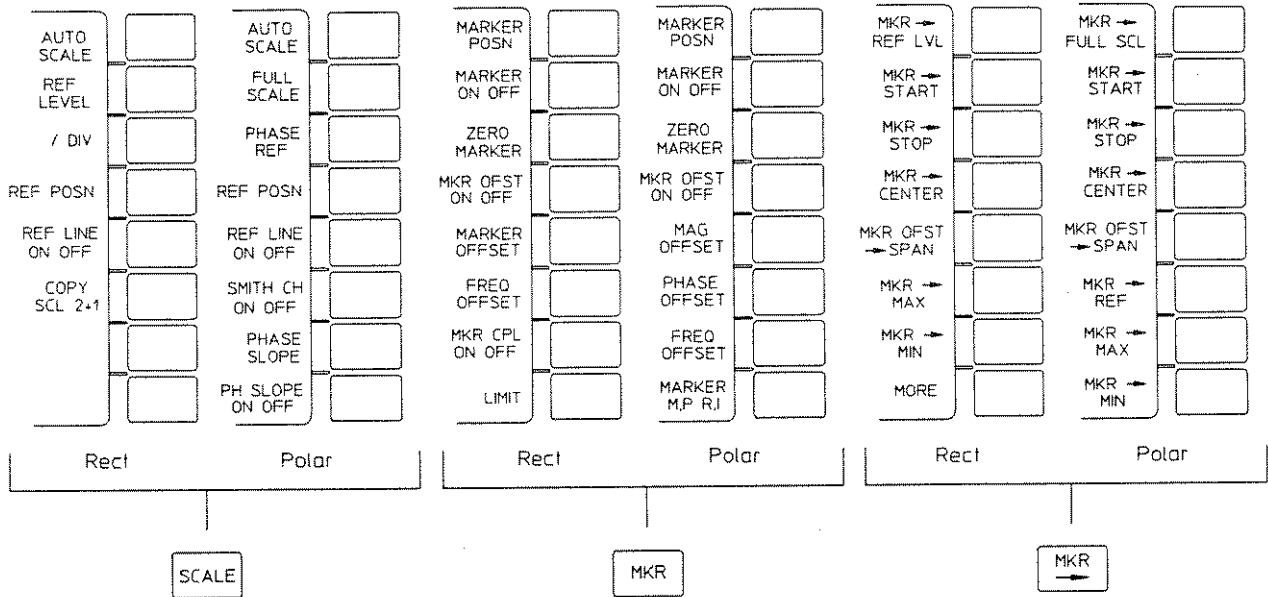 AUTO
SCALE
REF
LEVEL
/ DIV
REF POSN
REF LINE
ON OFF
COPY
SCL 2→1
AUTO
SCALE
FULL
SCALE
PHASE
REF
REF POSN
REF LINE
ON OFF
SMITH CH
ON OFF
PHASE
SLOPE
PH SLOPE
ON OFF
Rect
Polar
SCALE
MARKER
POSN
MARKER
ON OFF
ZERO
MARKER
MKR OFST
ON OFF
MARKER
OFFSET
FREQ
OFFSET
MKR CPL
ON OFF
LIMIT
MARKER
POSN
MARKER
ON OFF
ZERO
MARKER
MKR OFST
ON OFF
MAG
OFFSET
PHASE
OFFSET
FREQ
OFFSET
MARKER
M,P R,I
Rect
Polar
MKR
MKR →
REF LVL
MKR →
START
MKR →
STOP
MKR →
CENTER
MKR OFST
→ SPAN
MKR →
MAX
MKR →
MIN
MORE
MKR →
FULL SCL
MKR →
START
MKR →
STOP
MKR →
CENTER
MKR OFST
→ SPAN
MKR →
REF
MKR →
MAX
MKR →
MIN
Rect
Polar
MKR
→